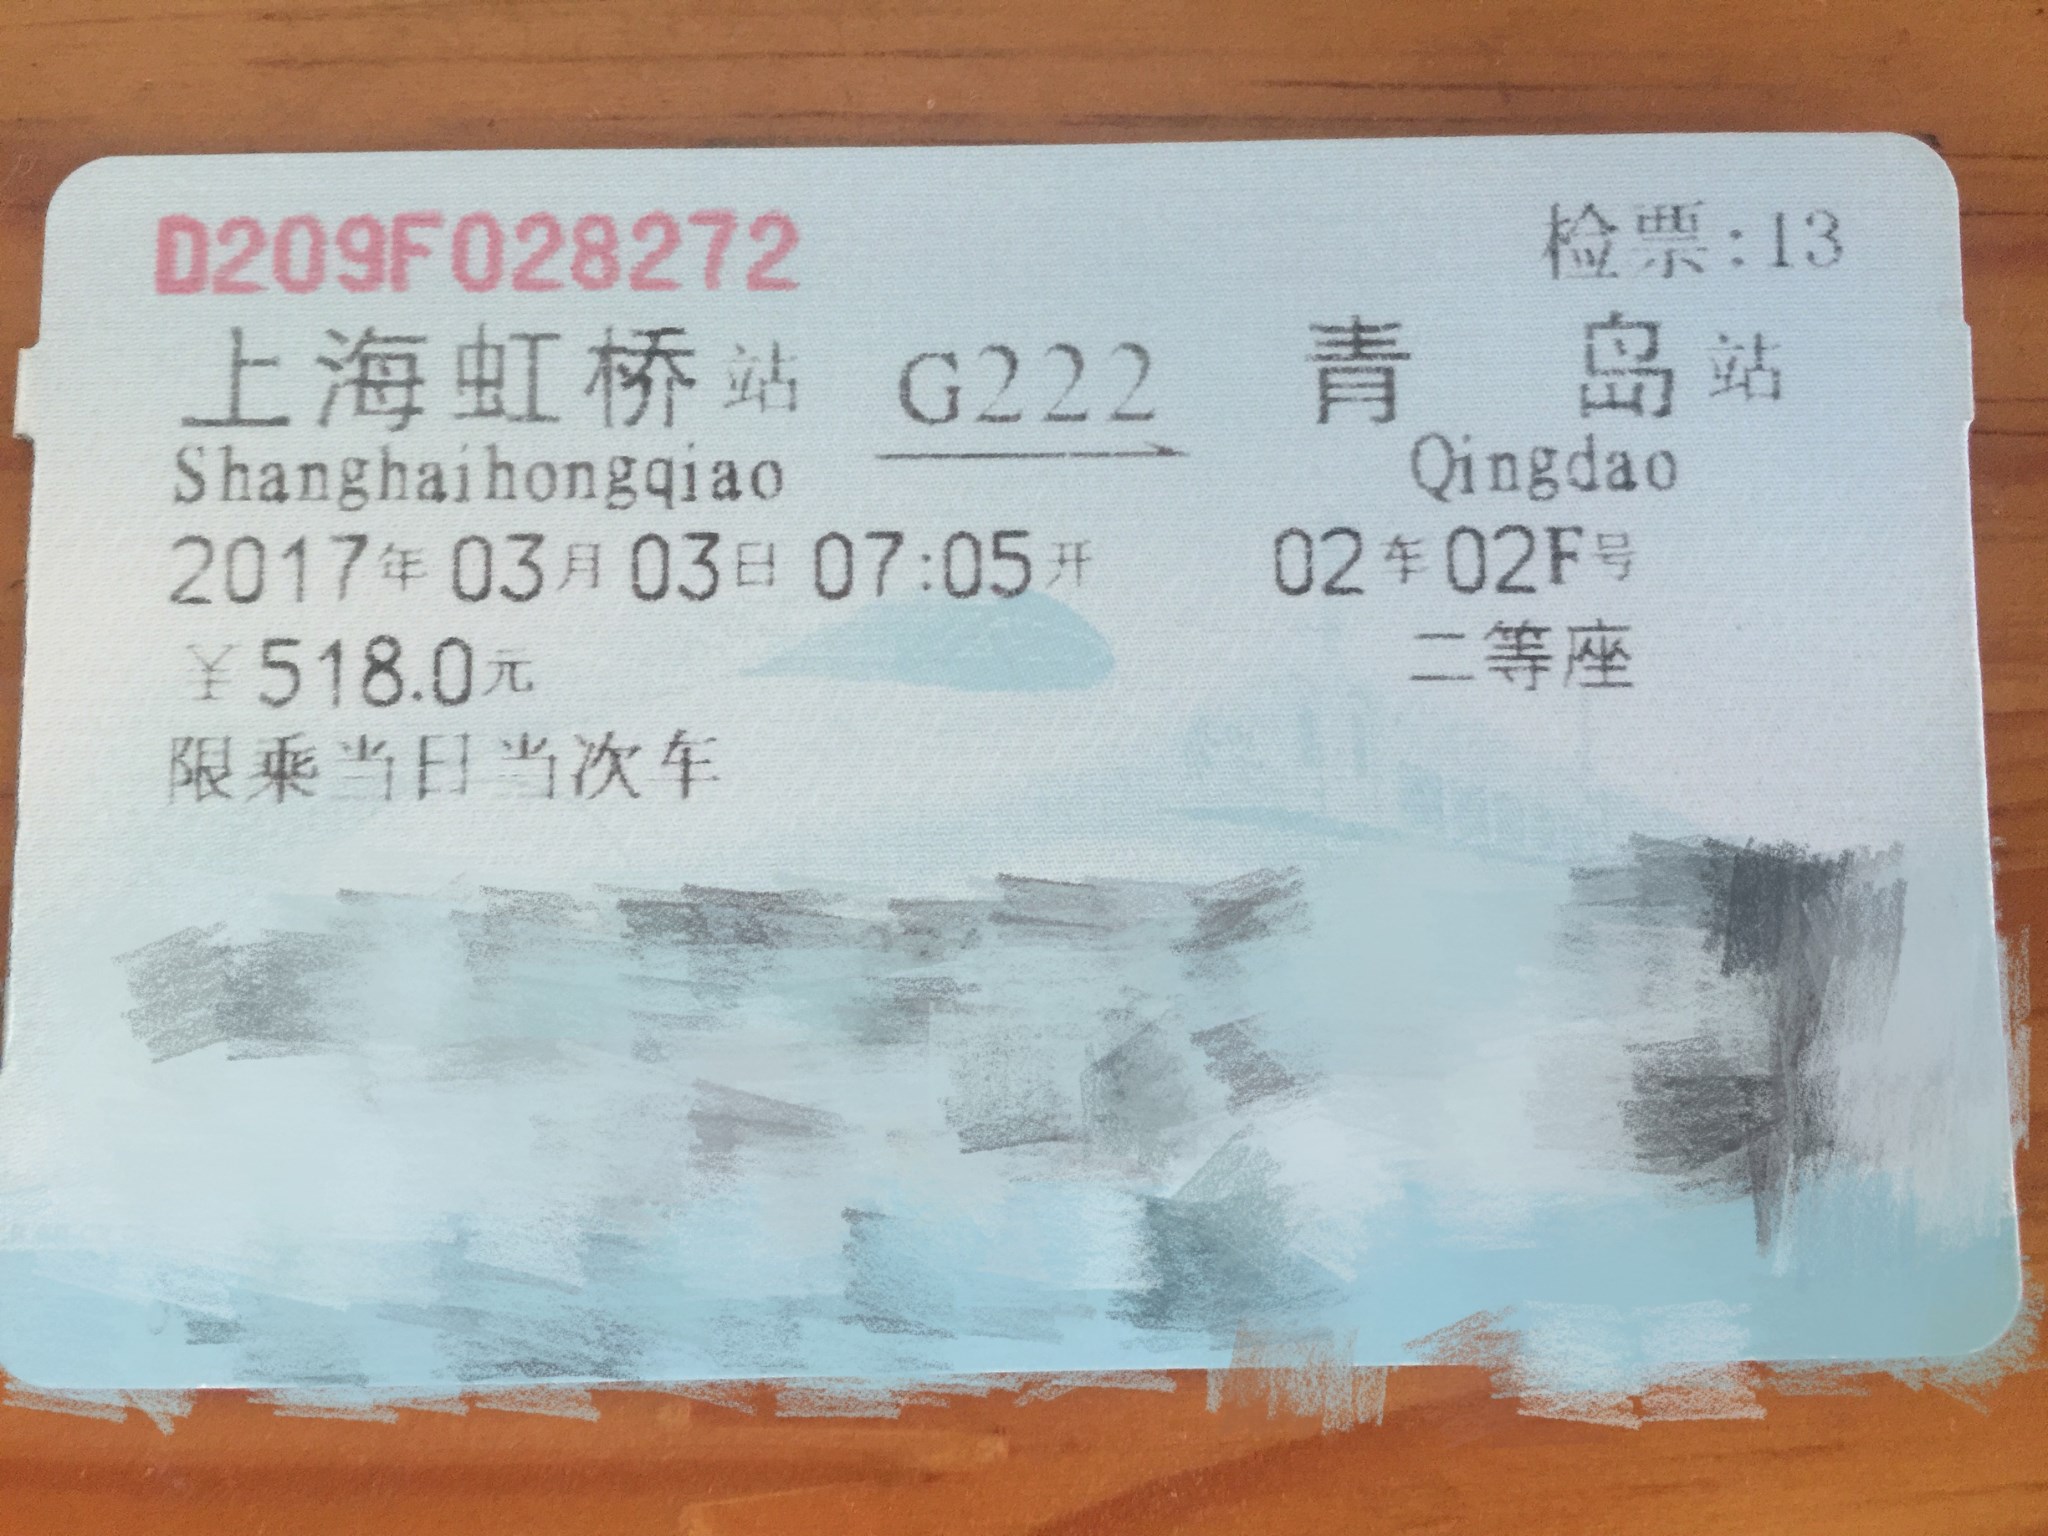 D209F028272 检票:13
上海虹桥站 G222 青岛站
Shanghaihongqiao Qingdao
2017年03月03日07:05开 02车02F号
￥518.0元 二等座
限乘当日当次车